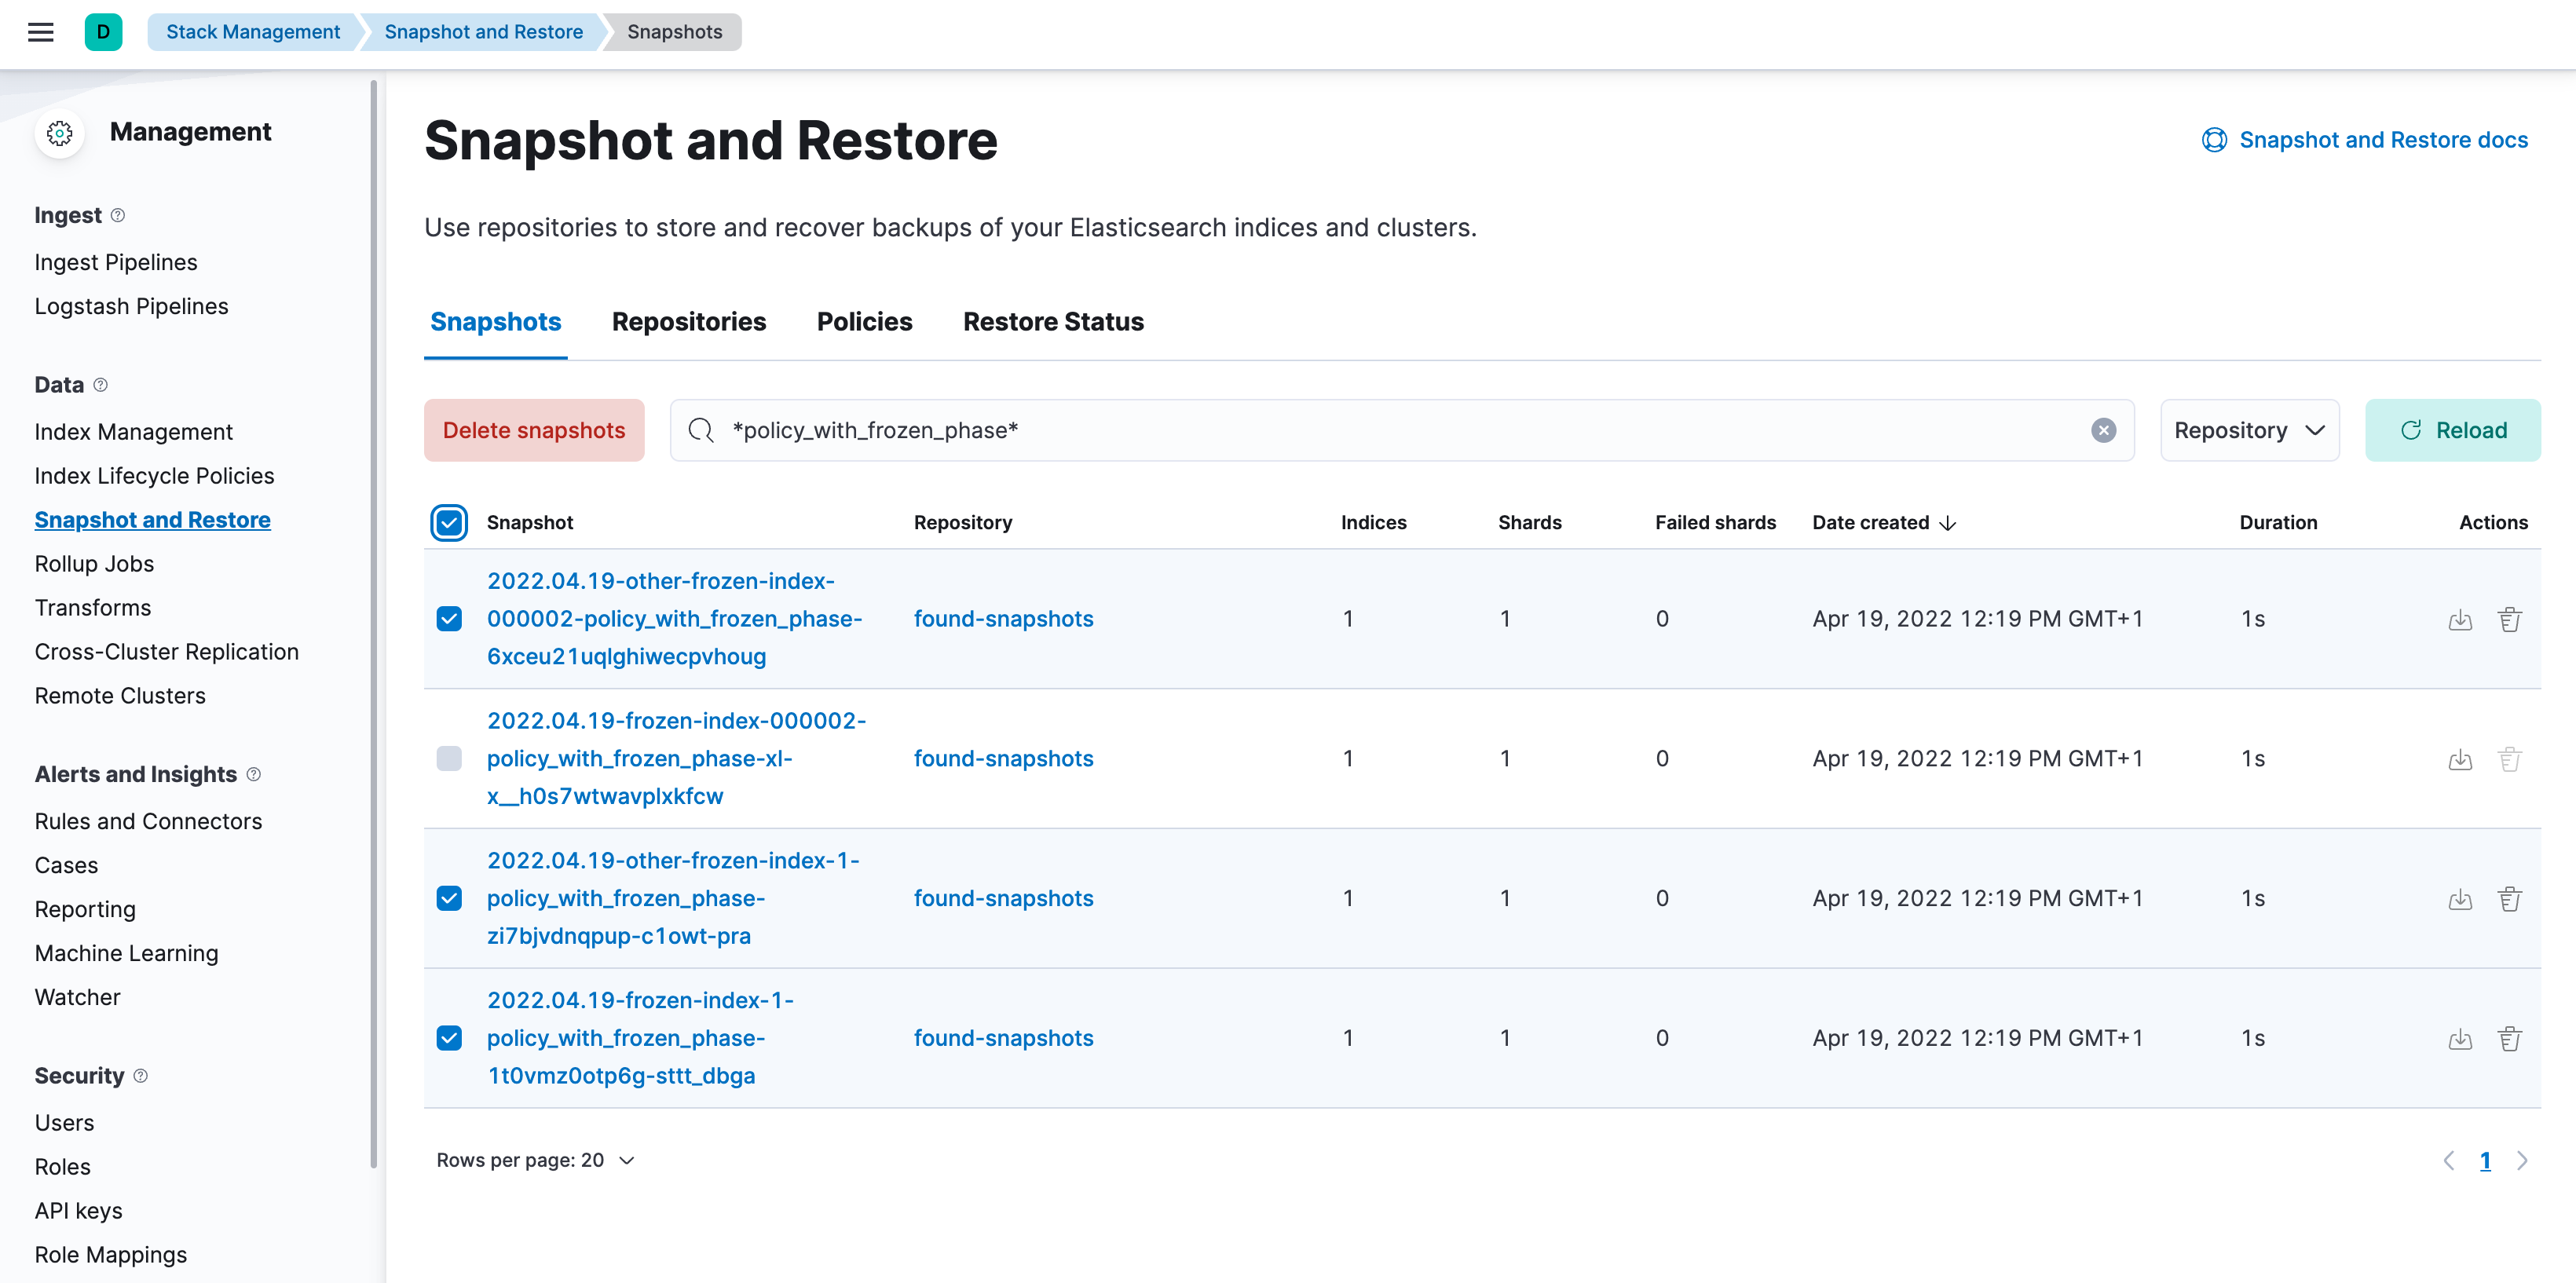 D
Stack Management
Snapshot and Restore
Snapshots
Management
Ingest
Ingest Pipelines
Logstash Pipelines
Data
Index Management
Index Lifecycle Policies
Snapshot and Restore
Rollup Jobs
Transforms
Cross-Cluster Replication
Remote Clusters
Alerts and Insights
Rules and Connectors
Cases
Reporting
Machine Learning
Watcher
Security
Users
Roles
API keys
Role Mappings
Snapshot and Restore
Snapshot and Restore docs
Use repositories to store and recover backups of your Elasticsearch indices and clusters.
Snapshots Repositories Policies Restore Status
Delete snapshots
*policy_with_frozen_phase*
Repository
Reload
Snapshot Repository Indices Shards Failed shards Date created Duration Actions
2022.04.19-other-frozen-index-
000002-policy_with_frozen_phase-
6xceu21uqlghiwecpvhoug
found-snapshots 1 1 0 Apr 19, 2022 12:19 PM GMT+1 1s
2022.04.19-frozen-index-000002-
policy_with_frozen_phase-xl-
x__h0s7wtwavplxkfcw
found-snapshots 1 1 0 Apr 19, 2022 12:19 PM GMT+1 1s
2022.04.19-other-frozen-index-1-
policy_with_frozen_phase-
zi7bjvdnqpup-c1owt-pra
found-snapshots 1 1 0 Apr 19, 2022 12:19 PM GMT+1 1s
2022.04.19-frozen-index-1-
policy_with_frozen_phase-
1t0vmz0otp6g-sttt_dbga
found-snapshots 1 1 0 Apr 19, 2022 12:19 PM GMT+1 1s
Rows per page: 20
1